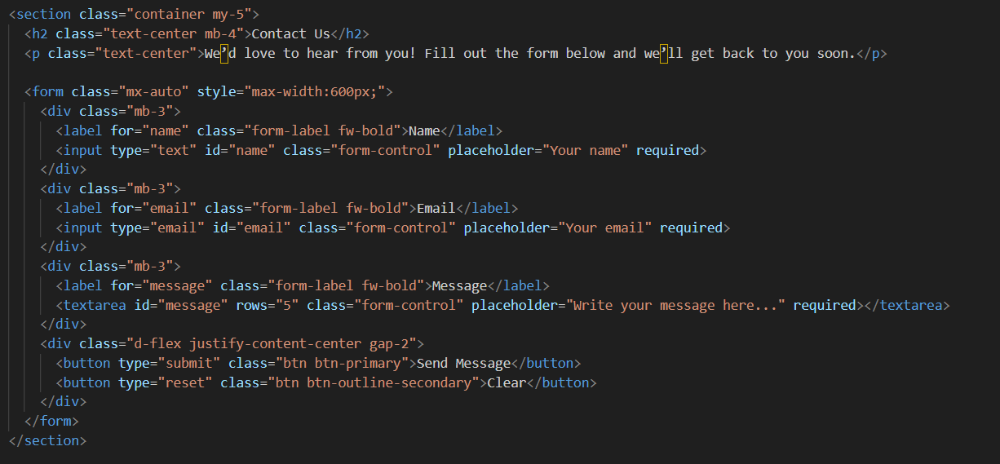 <section class="container my-5">
  <h2 class="text-center mb-4">Contact Us</h2>
  <p class="text-center">We’d love to hear from you! Fill out the form below and we’ll get back to you soon.</p>

  <form class="mx-auto" style="max-width:600px;">
    <div class="mb-3">
      <label for="name" class="form-label fw-bold">Name</label>
      <input type="text" id="name" class="form-control" placeholder="Your name" required>
    </div>
    <div class="mb-3">
      <label for="email" class="form-label fw-bold">Email</label>
      <input type="email" id="email" class="form-control" placeholder="Your email" required>
    </div>
    <div class="mb-3">
      <label for="message" class="form-label fw-bold">Message</label>
      <textarea id="message" rows="5" class="form-control" placeholder="Write your message here..." required></textarea>
    </div>
    <div class="d-flex justify-content-center gap-2">
      <button type="submit" class="btn btn-primary">Send Message</button>
      <button type="reset" class="btn btn-outline-secondary">Clear</button>
    </div>
  </form>
</section>